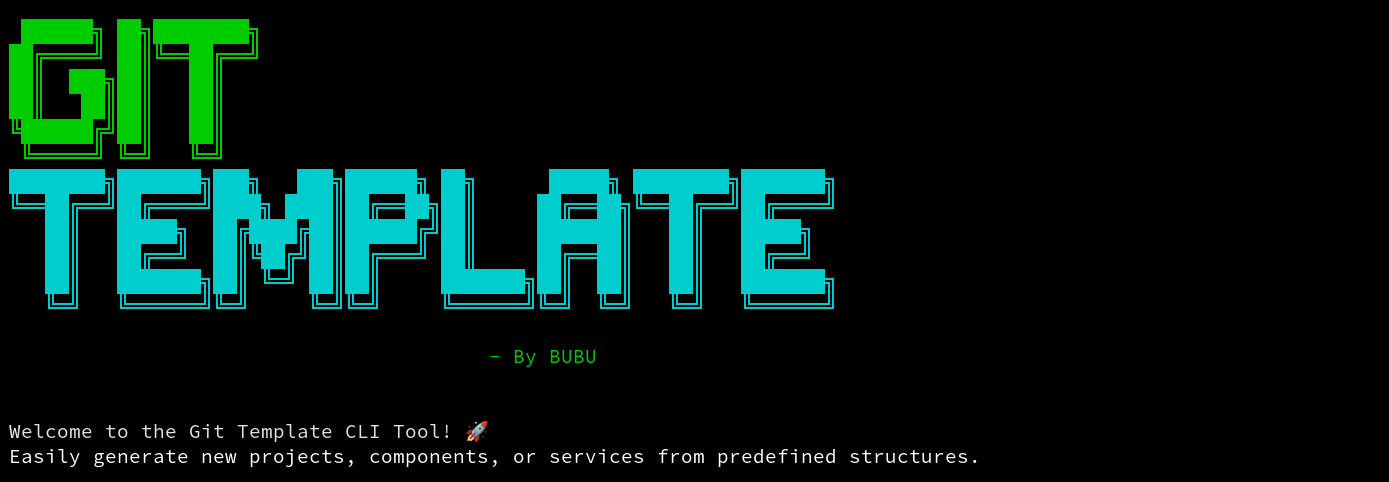 GIT
TEMPLATE
- By BUBU
Welcome to the Git Template CLI Tool! 🚀
Easily generate new projects, components, or services from predefined structures.